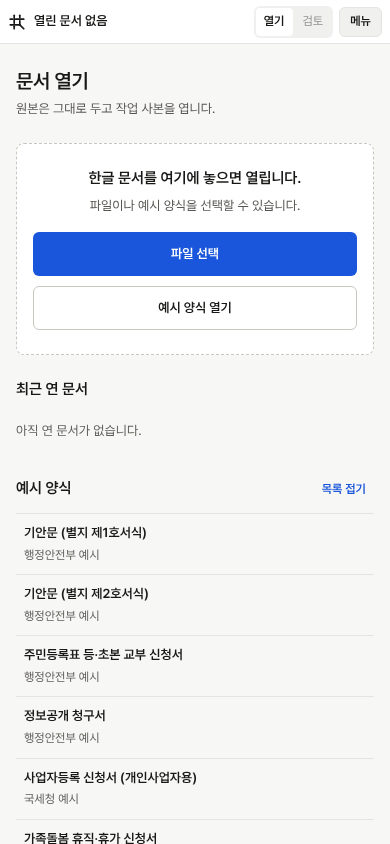 열린 문서 없음
열기
검토
메뉴
문서 열기
원본은 그대로 두고 작업 사본을 엽니다.
한글 문서를 여기에 놓으면 열립니다.
파일이나 예시 양식을 선택할 수 있습니다.
파일 선택
예시 양식 열기
최근 연 문서
아직 연 문서가 없습니다.
예시 양식
목록 접기
기안문 (별지 제1호서식)
행정안전부 예시
기안문 (별지 제2호서식)
행정안전부 예시
주민등록표 등·초본 교부 신청서
행정안전부 예시
정보공개 청구서
행정안전부 예시
사업자등록 신청서 (개인사업자용)
국세청 예시
가족돌봄 휴직·휴가 신청서